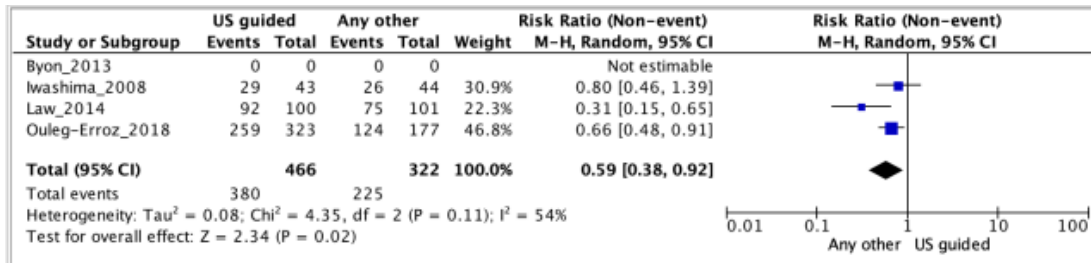 US guided Any other Risk Ratio (Non-event) Risk Ratio (Non-event)
Study or Subgroup Events Total Events Total Weight M-H, Random, 95% CI M-H, Random, 95% CI
Byon_2013 0 0 0 0 Not estimable
Iwashima_2008 29 43 26 44 30.9% 0.80 [0.46, 1.39]
Law_2014 92 100 75 101 22.3% 0.31 [0.15, 0.65]
Ouleg-Erroz_2018 259 323 124 177 46.8% 0.66 [0.48, 0.91]
Total (95% CI) 466 322 100.0% 0.59 [0.38, 0.92]
Total events 380 225
Heterogeneity: Tau² = 0.08; Chi² = 4.35, df = 2 (P = 0.11); I² = 54%
Test for overall effect: Z = 2.34 (P = 0.02)
0.01 0.1 1 10 100
Any other US guided